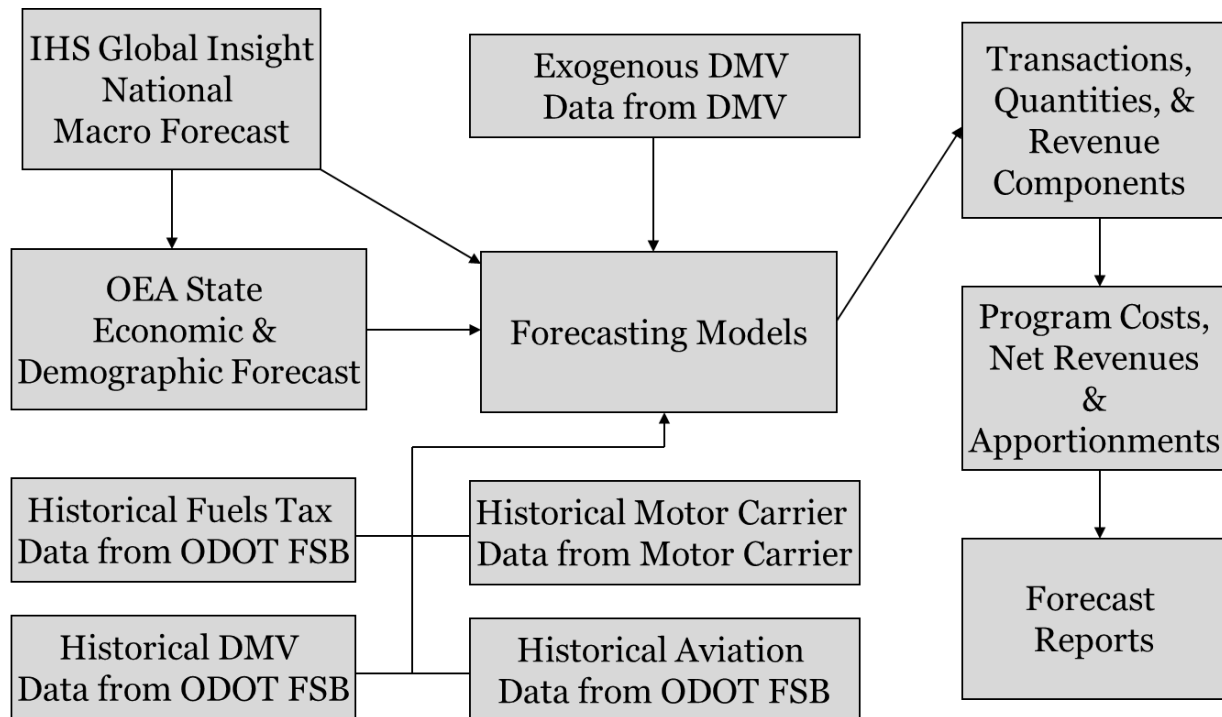 IHS Global Insight
National
Macro Forecast
Exogenous DMV
Data from DMV
Transactions,
Quantities, &
Revenue
Components
OEA State
Economic &
Demographic Forecast
Forecasting Models
Program Costs,
Net Revenues
&
Apportionments
Historical Fuels Tax
Data from ODOT FSB
Historical Motor Carrier
Data from Motor Carrier
Historical DMV
Data from ODOT FSB
Historical Aviation
Data from ODOT FSB
Forecast
Reports